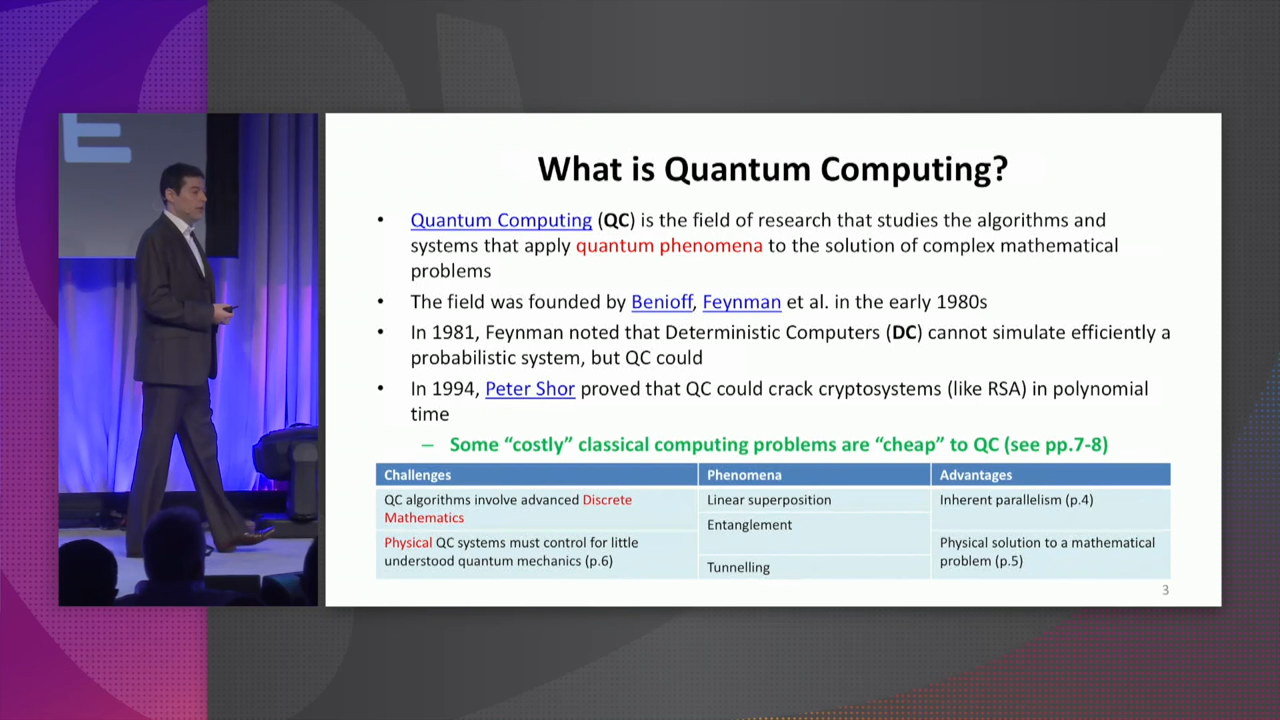 E
What is Quantum Computing?
• Quantum Computing (QC) is the field of research that studies the algorithms and
systems that apply quantum phenomena to the solution of complex mathematical
problems
• The field was founded by Benioff, Feynman et al. in the early 1980s
• In 1981, Feynman noted that Deterministic Computers (DC) cannot simulate efficiently a
probabilistic system, but QC could
• In 1994, Peter Shor proved that QC could crack cryptosystems (like RSA) in polynomial
time
– Some “costly” classical computing problems are “cheap” to QC (see pp.7-8)
Challenges
Phenomena
Advantages
QC algorithms involve advanced Discrete
Mathematics
Linear superposition
Inherent parallelism (p.4)
Entanglement
Physical QC systems must control for little
understood quantum mechanics (p.6)
Physical solution to a mathematical
problem (p.5)
Tunnelling
3